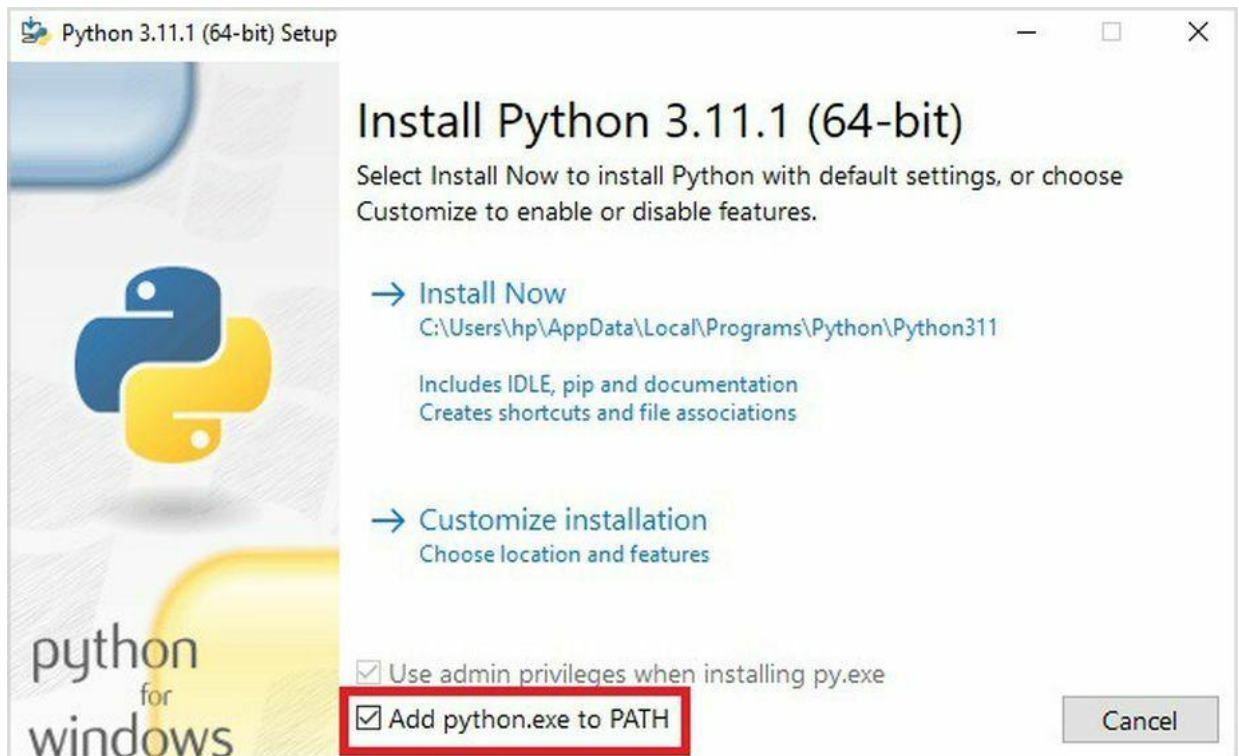 Python 3.11.1 (64-bit) Setup
Install Python 3.11.1 (64-bit)
Select Install Now to install Python with default settings, or choose
Customize to enable or disable features.
Install Now
C:\Users\hp\AppData\Local\Programs\Python\Python311
Includes IDLE, pip and documentation
Creates shortcuts and file associations
Customize installation
Choose location and features
python
for
windows
Use admin privileges when installing py.exe
Add python.exe to PATH
Cancel